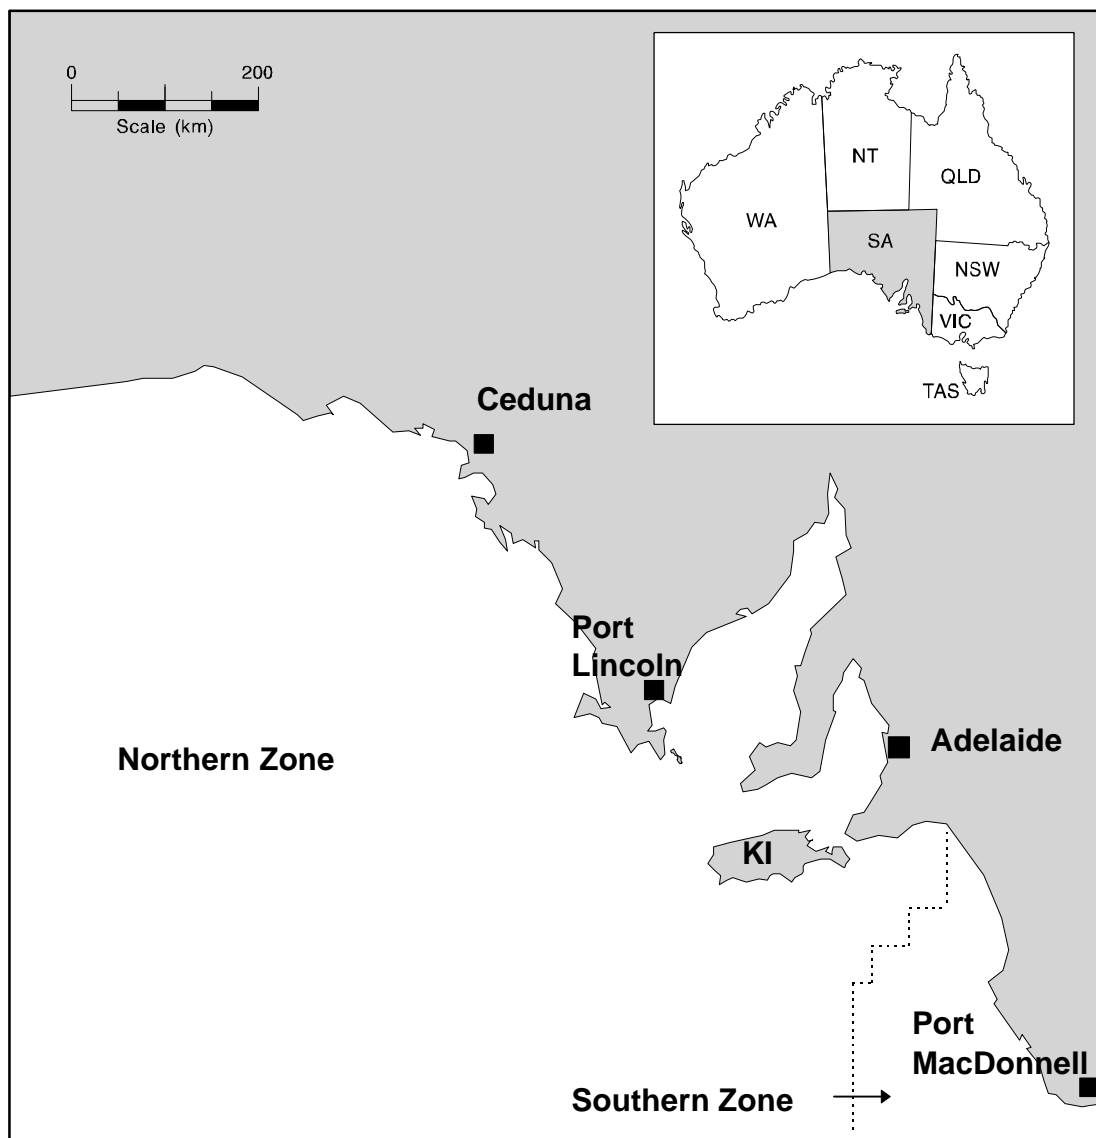 0 200
Scale (km)
NT
QLD
WA
SA
NSW
VIC
TAS
Ceduna
Port
Lincoln
Northern Zone
Adelaide
KI
Port
MacDonnell
Southern Zone